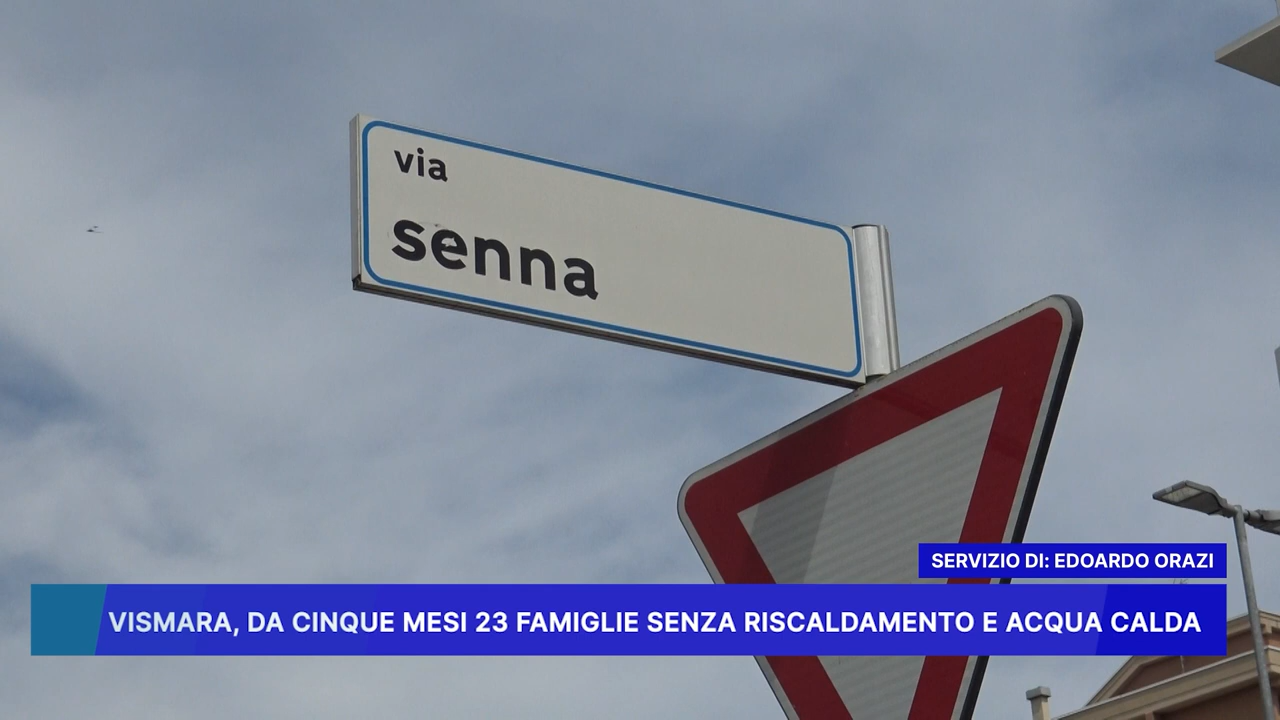 via
senna
SERVIZIO DI: EDOARDO ORAZI
VISMARA, DA CINQUE MESI 23 FAMIGLIE SENZA RISCALDAMENTO E ACQUA CALDA